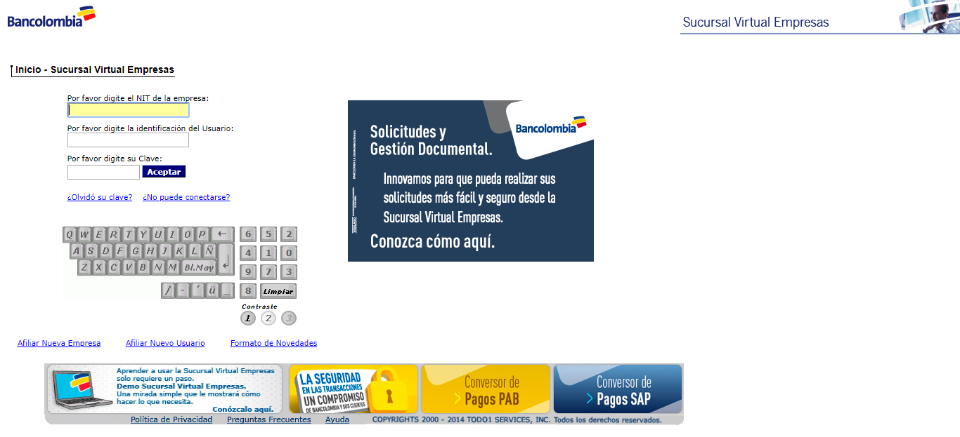 Bancolombia
Sucursal Virtual Empresas
Inicio - Sucursal Virtual Empresas
Por favor digite el NIT de la empresa:
Por favor digite la identificación del Usuario:
Por favor digite su Clave:
Aceptar
¿Olvidó su clave? ¿No puede conectarse?
Q W E R T Y U I O P ← 6 5 2
A S D F G H J K L Ñ 4 1 0
Z X C V B N M Bl.May ↵ 9 7 3
/ - ' ü _ 8 Limpiar
Contraste
1 2 3
Bancolombia
Solicitudes y
Gestión Documental.
Innovamos para que pueda realizar sus
solicitudes más fácil y seguro desde la
Sucursal Virtual Empresas.
Conozca cómo aquí.
Afiliar Nueva Empresa Afiliar Nuevo Usuario Formato de Novedades
Aprender a usar la Sucursal Virtual Empresas
solo requiere un paso.
Demo Sucursal Virtual Empresas.
Una mirada simple que le mostrará cómo
hacer lo que necesita.
Conózcalo aquí.
LA SEGURIDAD
EN LAS TRANSACCIONES
UN COMPROMISO
DE BANCOLOMBIA Y SUS CLIENTES
Conversor de
> Pagos PAB
Conversor de
> Pagos SAP
Política de Privacidad Preguntas Frecuentes Ayuda COPYRIGHTS 2000 - 2014 TODO1 SERVICES, INC. Todos los derechos reservados.